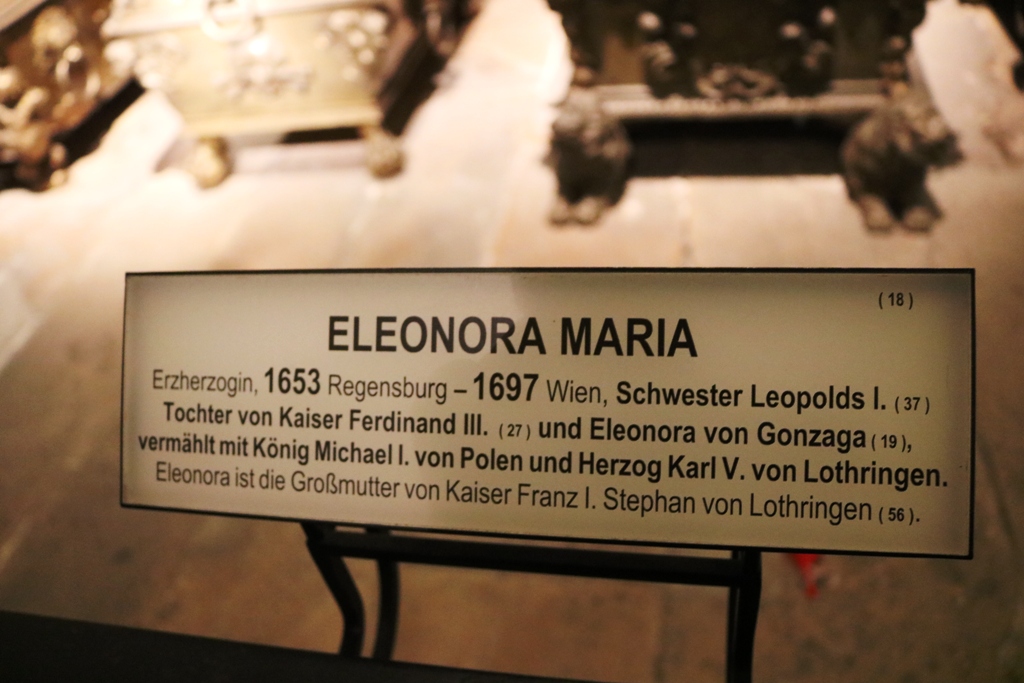 (18)
ELEONORA MARIA
Erzherzogin, 1653 Regensburg – 1697 Wien, Schwester Leopolds I. (37)
Tochter von Kaiser Ferdinand III. (27) und Eleonora von Gonzaga (19),
vermählt mit König Michael I. von Polen und Herzog Karl V. von Lothringen.
Eleonora ist die Großmutter von Kaiser Franz I. Stephan von Lothringen (56).